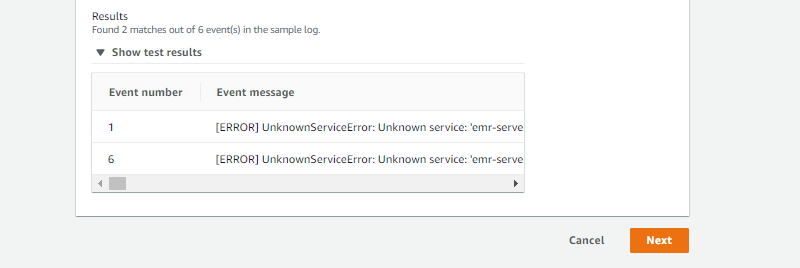 Results
Found 2 matches out of 6 event(s) in the sample log.
Show test results
Event number Event message
1 [ERROR] UnknownServiceError: Unknown service: 'emr-serve
6 [ERROR] UnknownServiceError: Unknown service: 'emr-serve
Cancel Next